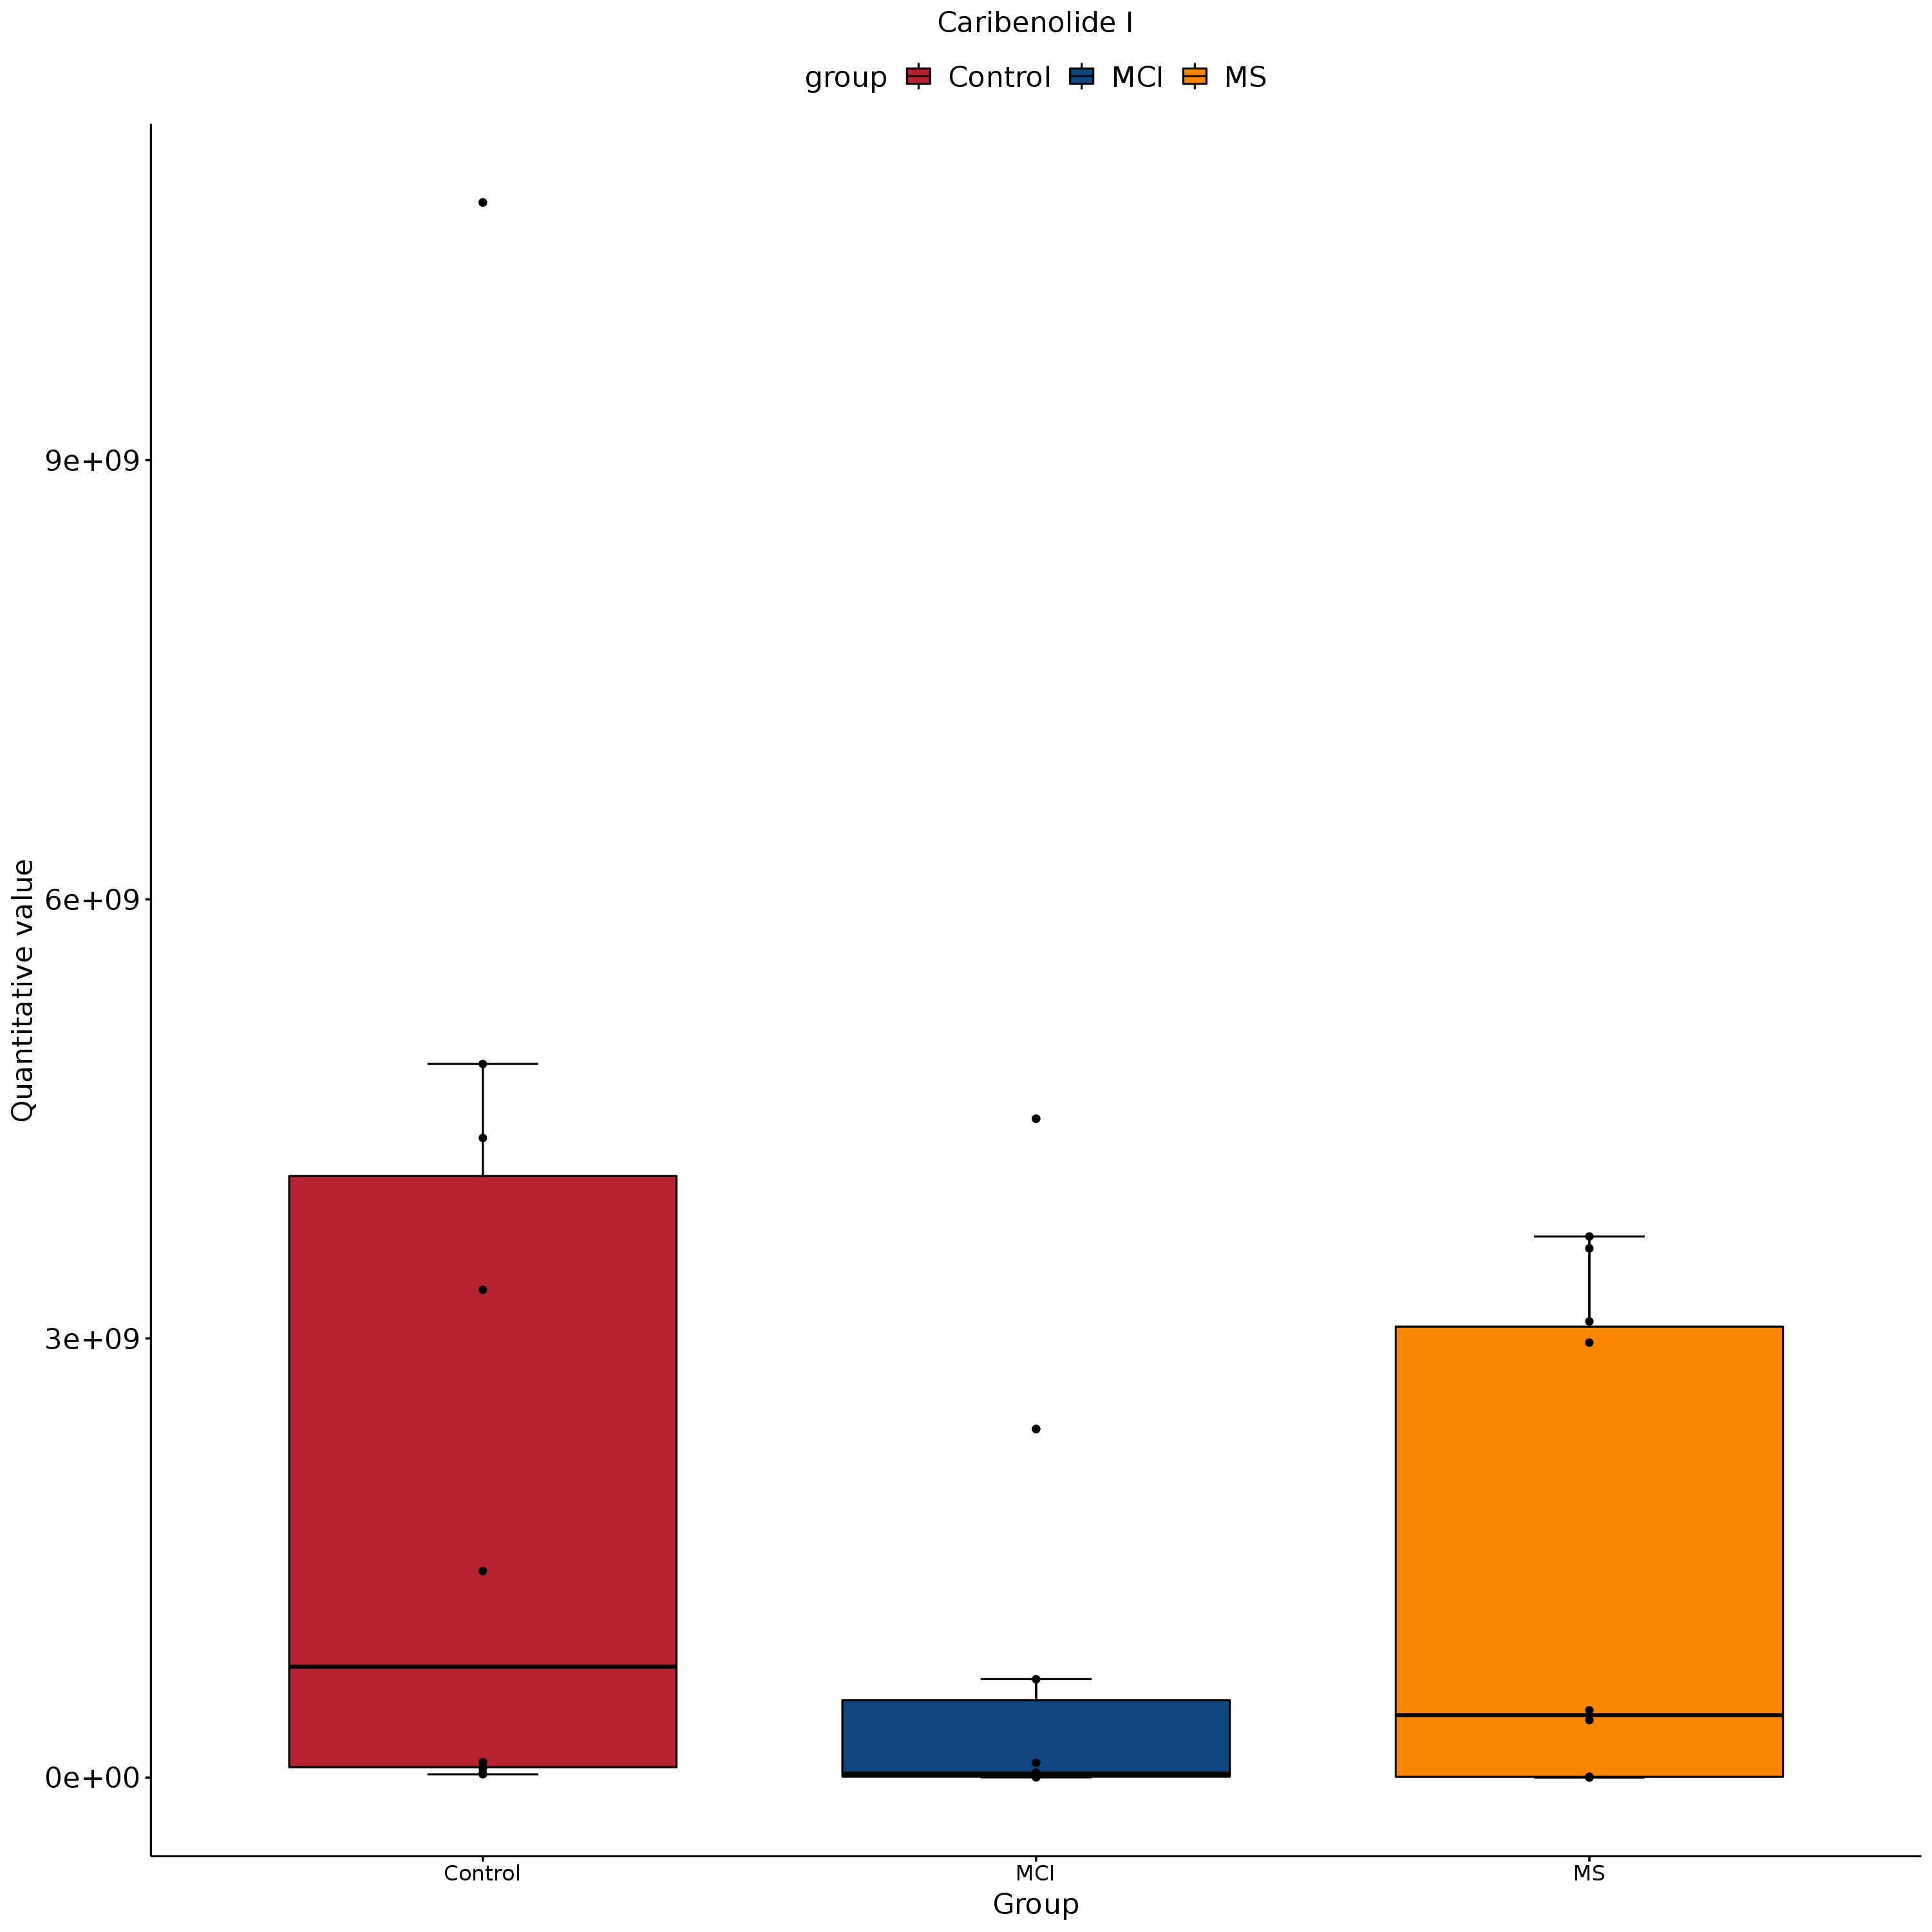 Caribenolide I
group Control MCI MS
Quantitative value
9e+09
6e+09
3e+09
0e+00
Control MCI MS
Group